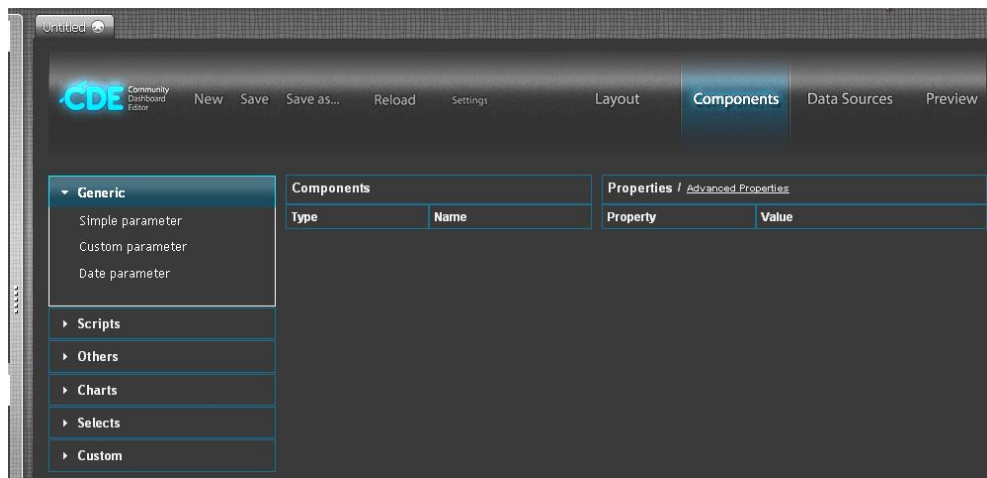 Untitled
CDE Community Dashboard Editor New Save Save as... Reload Settings Layout Components Data Sources Preview
Generic
Simple parameter
Custom parameter
Date parameter
Scripts
Others
Charts
Selects
Custom
Components
Type Name
Properties / Advanced Properties
Property Value